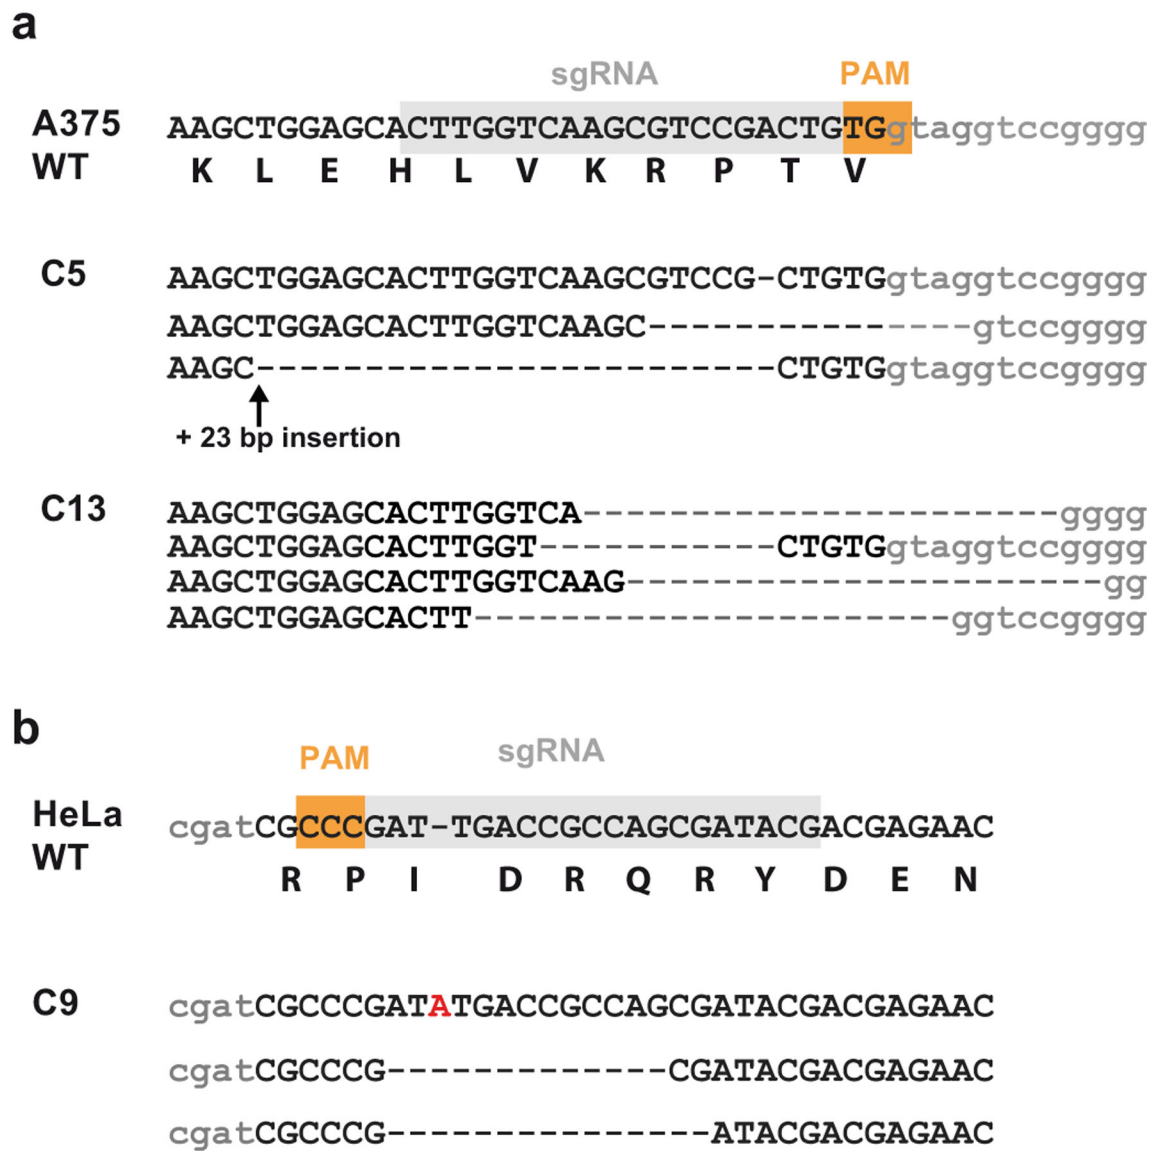 a
sgRNA PAM
A375 WT AAGCTGGAGCACTTGGTCAAGCGTCCGACTGTGgtaggtccgggg
K L E H L V K R P T V
C5 AAGCTGGAGCACTTGGTCAAGCGTCCG-CTGTGgtaggtccgggg
AAGCTGGAGCACTTGGTCAAGC---------------gtccgggg
AAGC------------------------CTGTGgtaggtccgggg
+ 23 bp insertion
C13 AAGCTGGAGCACTTGGTCA----------------------gggg
AAGCTGGAGCACTTGGT-----------CTGTGgtaggtccgggg
AAGCTGGAGCACTTGGTCAAG----------------------gg
AAGCTGGAGCACTT----------------------ggtccgggg
b
PAM sgRNA
HeLa WT cgatCGCCCGAT-TGACCGCCAGCGATACGACGAGAAC
R P I D R Q R Y D E N
C9 cgatCGCCCGATATGACCGCCAGCGATACGACGAGAAC
cgatCGCCCG-------------CGATACGACGAGAAC
cgatCGCCCG---------------ATACGACGAGAAC